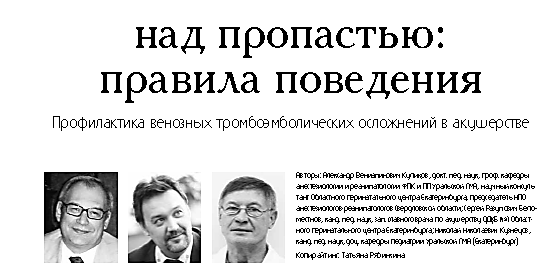 над пропастью:
правила поведения
Профилактика венозных тромбоэмболических осложнений в акушерстве
Авторы: Александр Вениаминович Куликов, докт. мед. наук, проф. кафедры
анестезиологии и реаниматологии ФПК и ПП Уральской ГМА, научный консуль-
тант Областного перинатального центра Екатеринбурга, председатель НПО
анестезиологов-реаниматологов Свердловской области; Сергей Рахимович Бело-
местнов, канд. мед. наук, зам. главного врача по акушерству ОДКБ №1 Област-
ного перинатального центра Екатеринбурга; Николай Николаевич Кузнецов,
канд. мед. наук, доц. кафедры педиатрии Уральской ГМА (Екатеринбург)
Копирайтинг: Татьяна Рябинкина